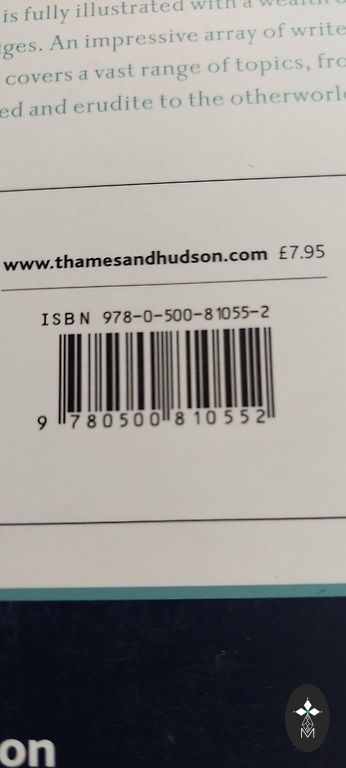 is fully illustrated with a wealth
ges. An impressive array of write
covers a vast range of topics, fro
ed and erudite to the otherworl
www.thamesandhudson.com £7.95
ISBN 978-0-500-81055-2
9 780500 810552
on
M